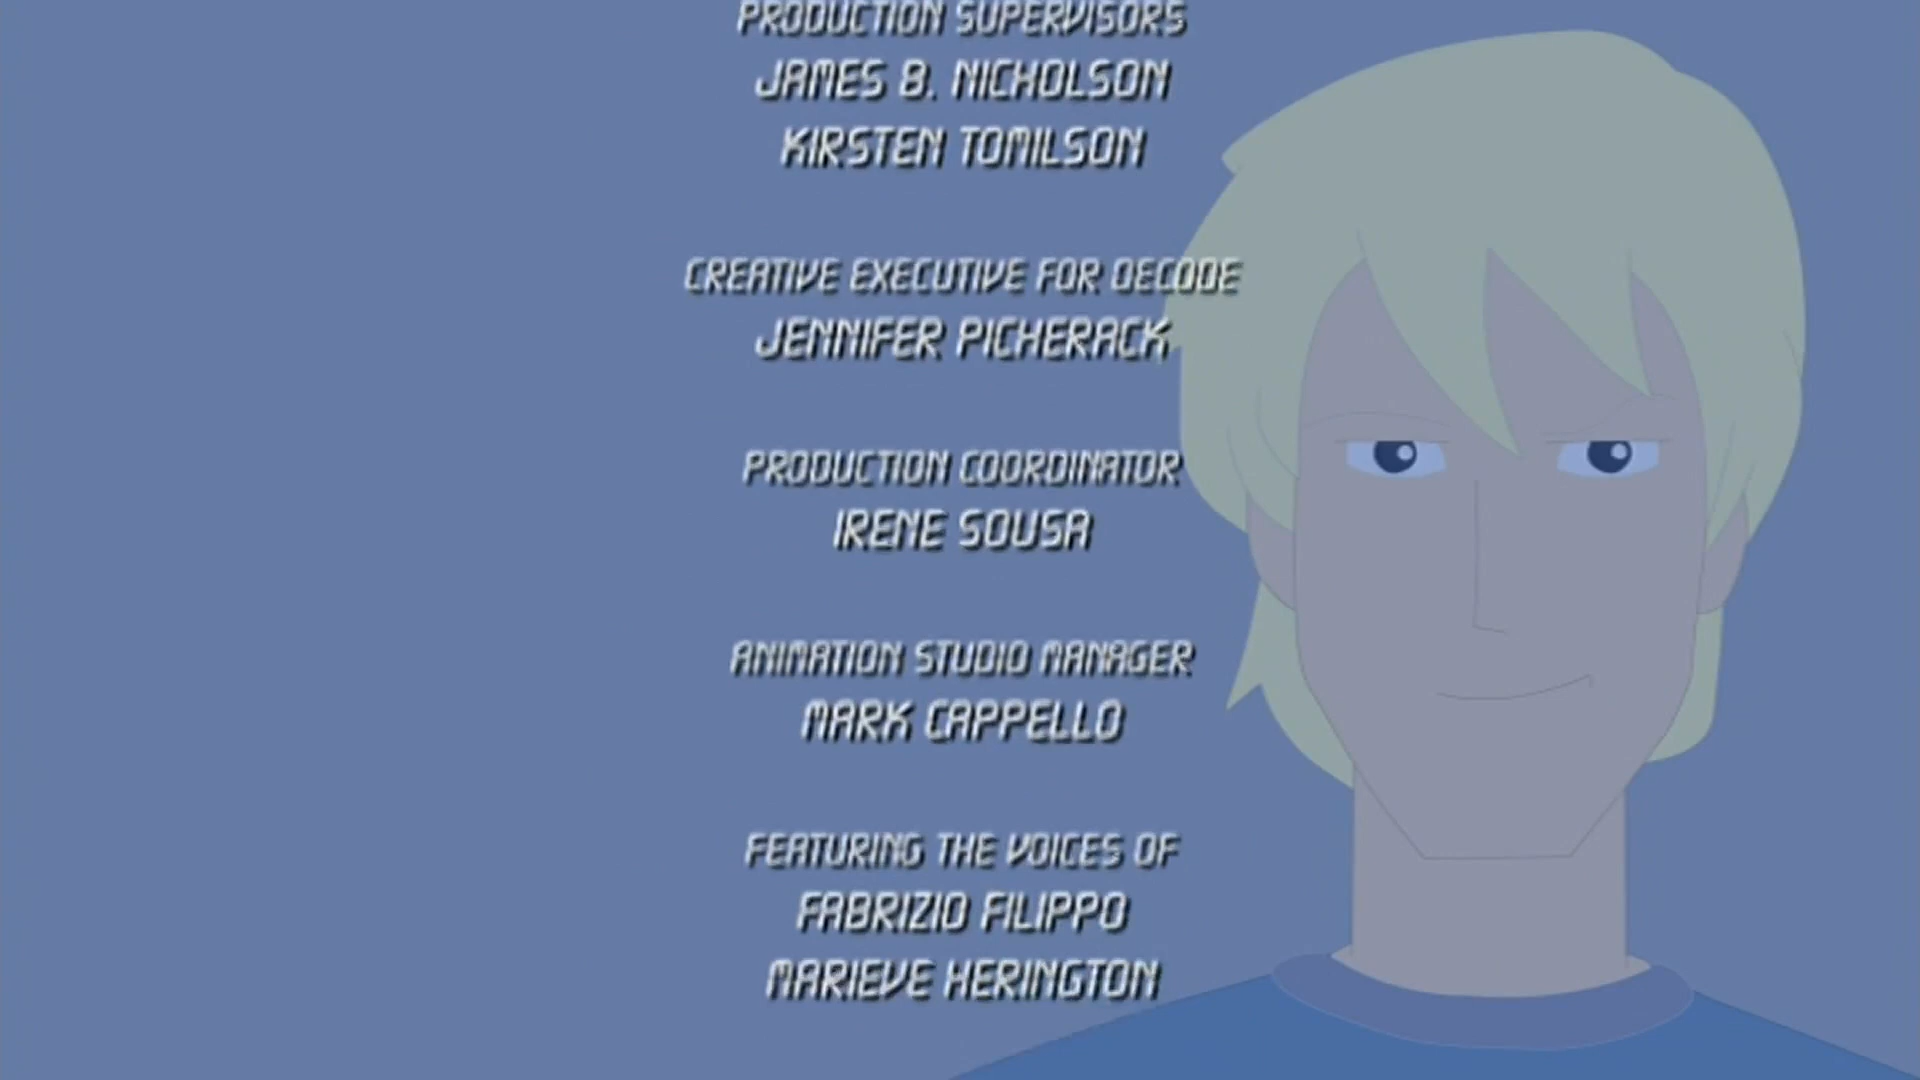 PRODUCTION SUPERVISORS
JAMES B. NICHOLSON
KIRSTEN TOMILSON
CREATIVE EXECUTIVE FOR DECODE
JENNIFER PICHERACK
PRODUCTION COORDINATOR
IRENE SOUSA
ANIMATION STUDIO MANAGER
MARK CAPPELLO
FEATURING THE VOICES OF
FABRIZIO FILIPPO
MARIEVE HERINGTON